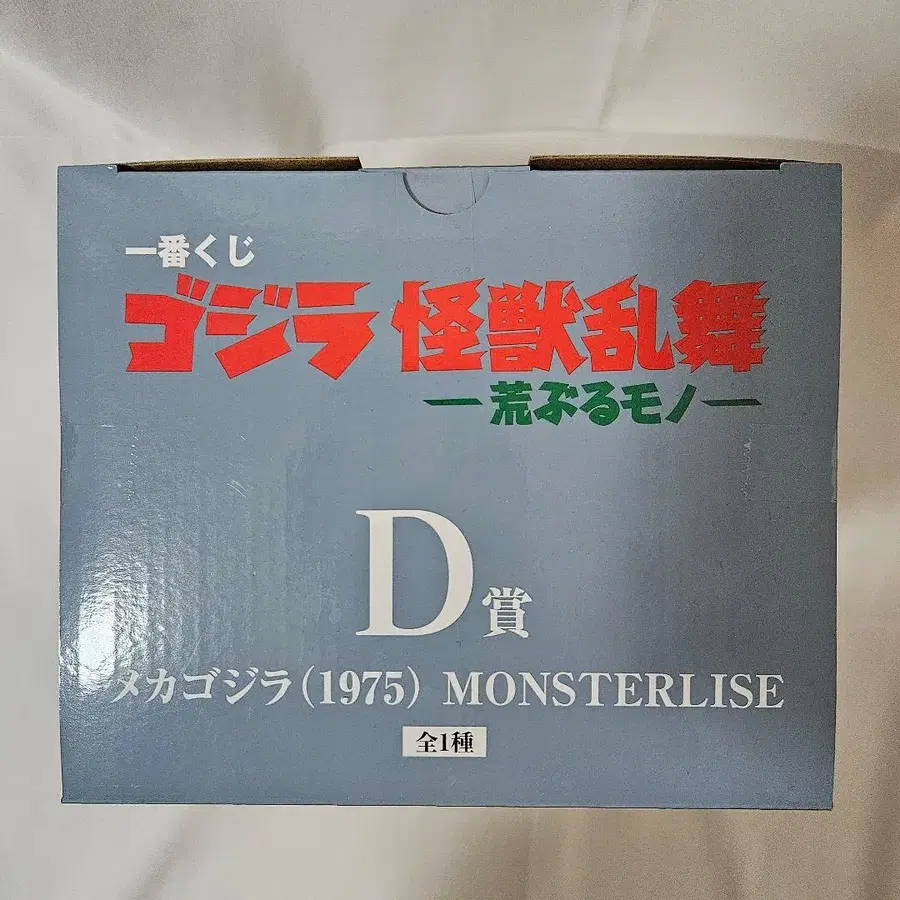 一番くじ
ゴジラ 怪獣乱舞
―荒ぶるモノ―
D賞
メカゴジラ(1975) MONSTERLISE
全1種